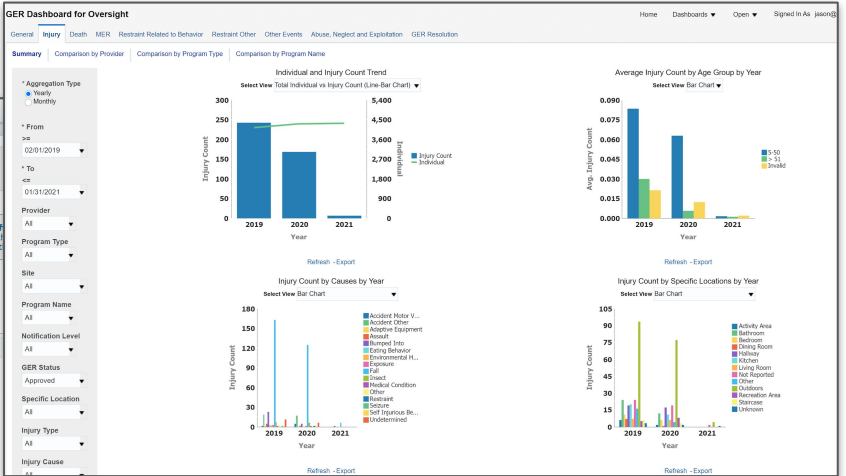 GER Dashboard for Oversight
Home Dashboards Open Signed In As jason@
General Injury Death MER Restraint Related to Behavior Restraint Other Other Events Abuse, Neglect and Exploitation GER Resolution
Summary Comparison by Provider Comparison by Program Type Comparison by Program Name
* Aggregation Type
Yearly
Monthly
* From
>=
02/01/2019
* To
<=
01/31/2021
Provider
All
Program Type
All
Site
All
Program Name
All
Notification Level
All
GER Status
Approved
Specific Location
All
Injury Type
All
Injury Cause
All
Individual and Injury Count Trend
Select View Total Individual vs Injury Count (Line-Bar Chart)
Injury Count
300
250
200
150
100
50
0
5,400
4,500
3,600
2,700
1,800
900
0
Individual
2019 2020 2021
Year
Injury Count
Individual
Refresh - Export
Average Injury Count by Age Group by Year
Select View Bar Chart
Avg. Injury Count
0.090
0.075
0.060
0.045
0.030
0.015
0.000
2019 2020 2021
Year
5-50
> 51
Invalid
Refresh - Export
Injury Count by Causes by Year
Select View Bar Chart
Injury Count
180
150
120
90
60
30
0
2019 2020 2021
Year
Accident Motor V...
Accident Other
Adaptive Equipment
Assault
Bumped Into
Eating Behavior
Environmental H...
Exposure
Fall
Insect
Medical Condition
Other
Restraint
Seizure
Self Injurious Be...
Undetermined
Refresh - Export
Injury Count by Specific Locations by Year
Select View Bar Chart
Injury Count
105
90
75
60
45
30
15
0
2019 2020 2021
Year
Activity Area
Bathroom
Bedroom
Dining Room
Hallway
Kitchen
Living Room
Not Reported
Other
Outdoors
Recreation Area
Staircase
Unknown
Refresh - Export